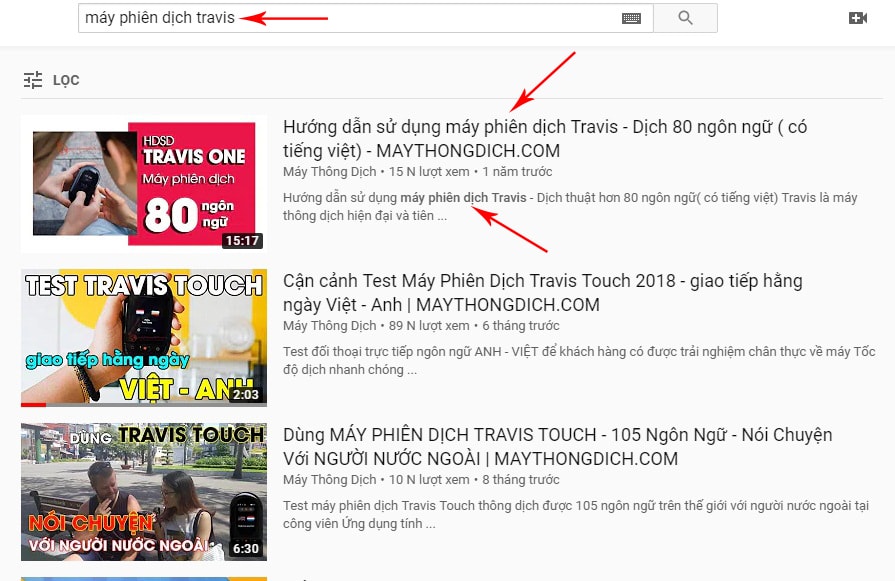 máy phiên dịch travis
LỌC
HDSD
TRAVIS ONE
Máy phiên dịch
80 ngôn
ngữ
15:17
Hướng dẫn sử dụng máy phiên dịch Travis - Dịch 80 ngôn ngữ ( có
tiếng việt) - MAYTHONGDICH.COM
Máy Thông Dịch • 15 N lượt xem • 1 năm trước
Hướng dẫn sử dụng máy phiên dịch Travis - Dịch thuật hơn 80 ngôn ngữ( có tiếng việt) Travis là máy
thông dịch hiện đại và tiên ...
TEST TRAVIS TOUCH
giao tiếp hằng ngày
VIỆT - ANH
2:03
Cận cảnh Test Máy Phiên Dịch Travis Touch 2018 - giao tiếp hằng
ngày Việt - Anh | MAYTHONGDICH.COM
Máy Thông Dịch • 89 N lượt xem • 6 tháng trước
Test đối thoại trực tiếp ngôn ngữ ANH - VIỆT để khách hàng có được trải nghiệm chân thực về máy Tốc
độ dịch nhanh chóng ...
DÙNG TRAVIS TOUCH
NÓI CHUYỆN
VỚI NGƯỜI NƯỚC NGOÀI
6:30
Dùng MÁY PHIÊN DỊCH TRAVIS TOUCH - 105 Ngôn Ngữ - Nói Chuyện
Với NGƯỜI NƯỚC NGOÀI | MAYTHONGDICH.COM
Máy Thông Dịch • 10 N lượt xem • 8 tháng trước
Test máy phiên dịch Travis Touch thông dịch được 105 ngôn ngữ trên thế giới với người nước ngoài tại
công viên Ứng dụng tính ...